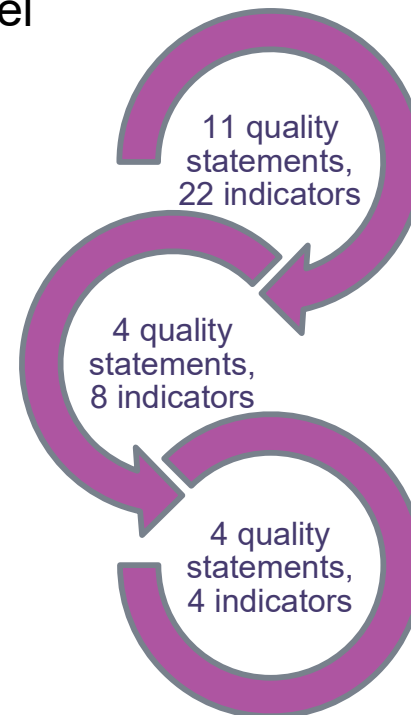 el
11 quality
statements,
22 indicators
4 quality
statements,
8 indicators
4 quality
statements,
4 indicators